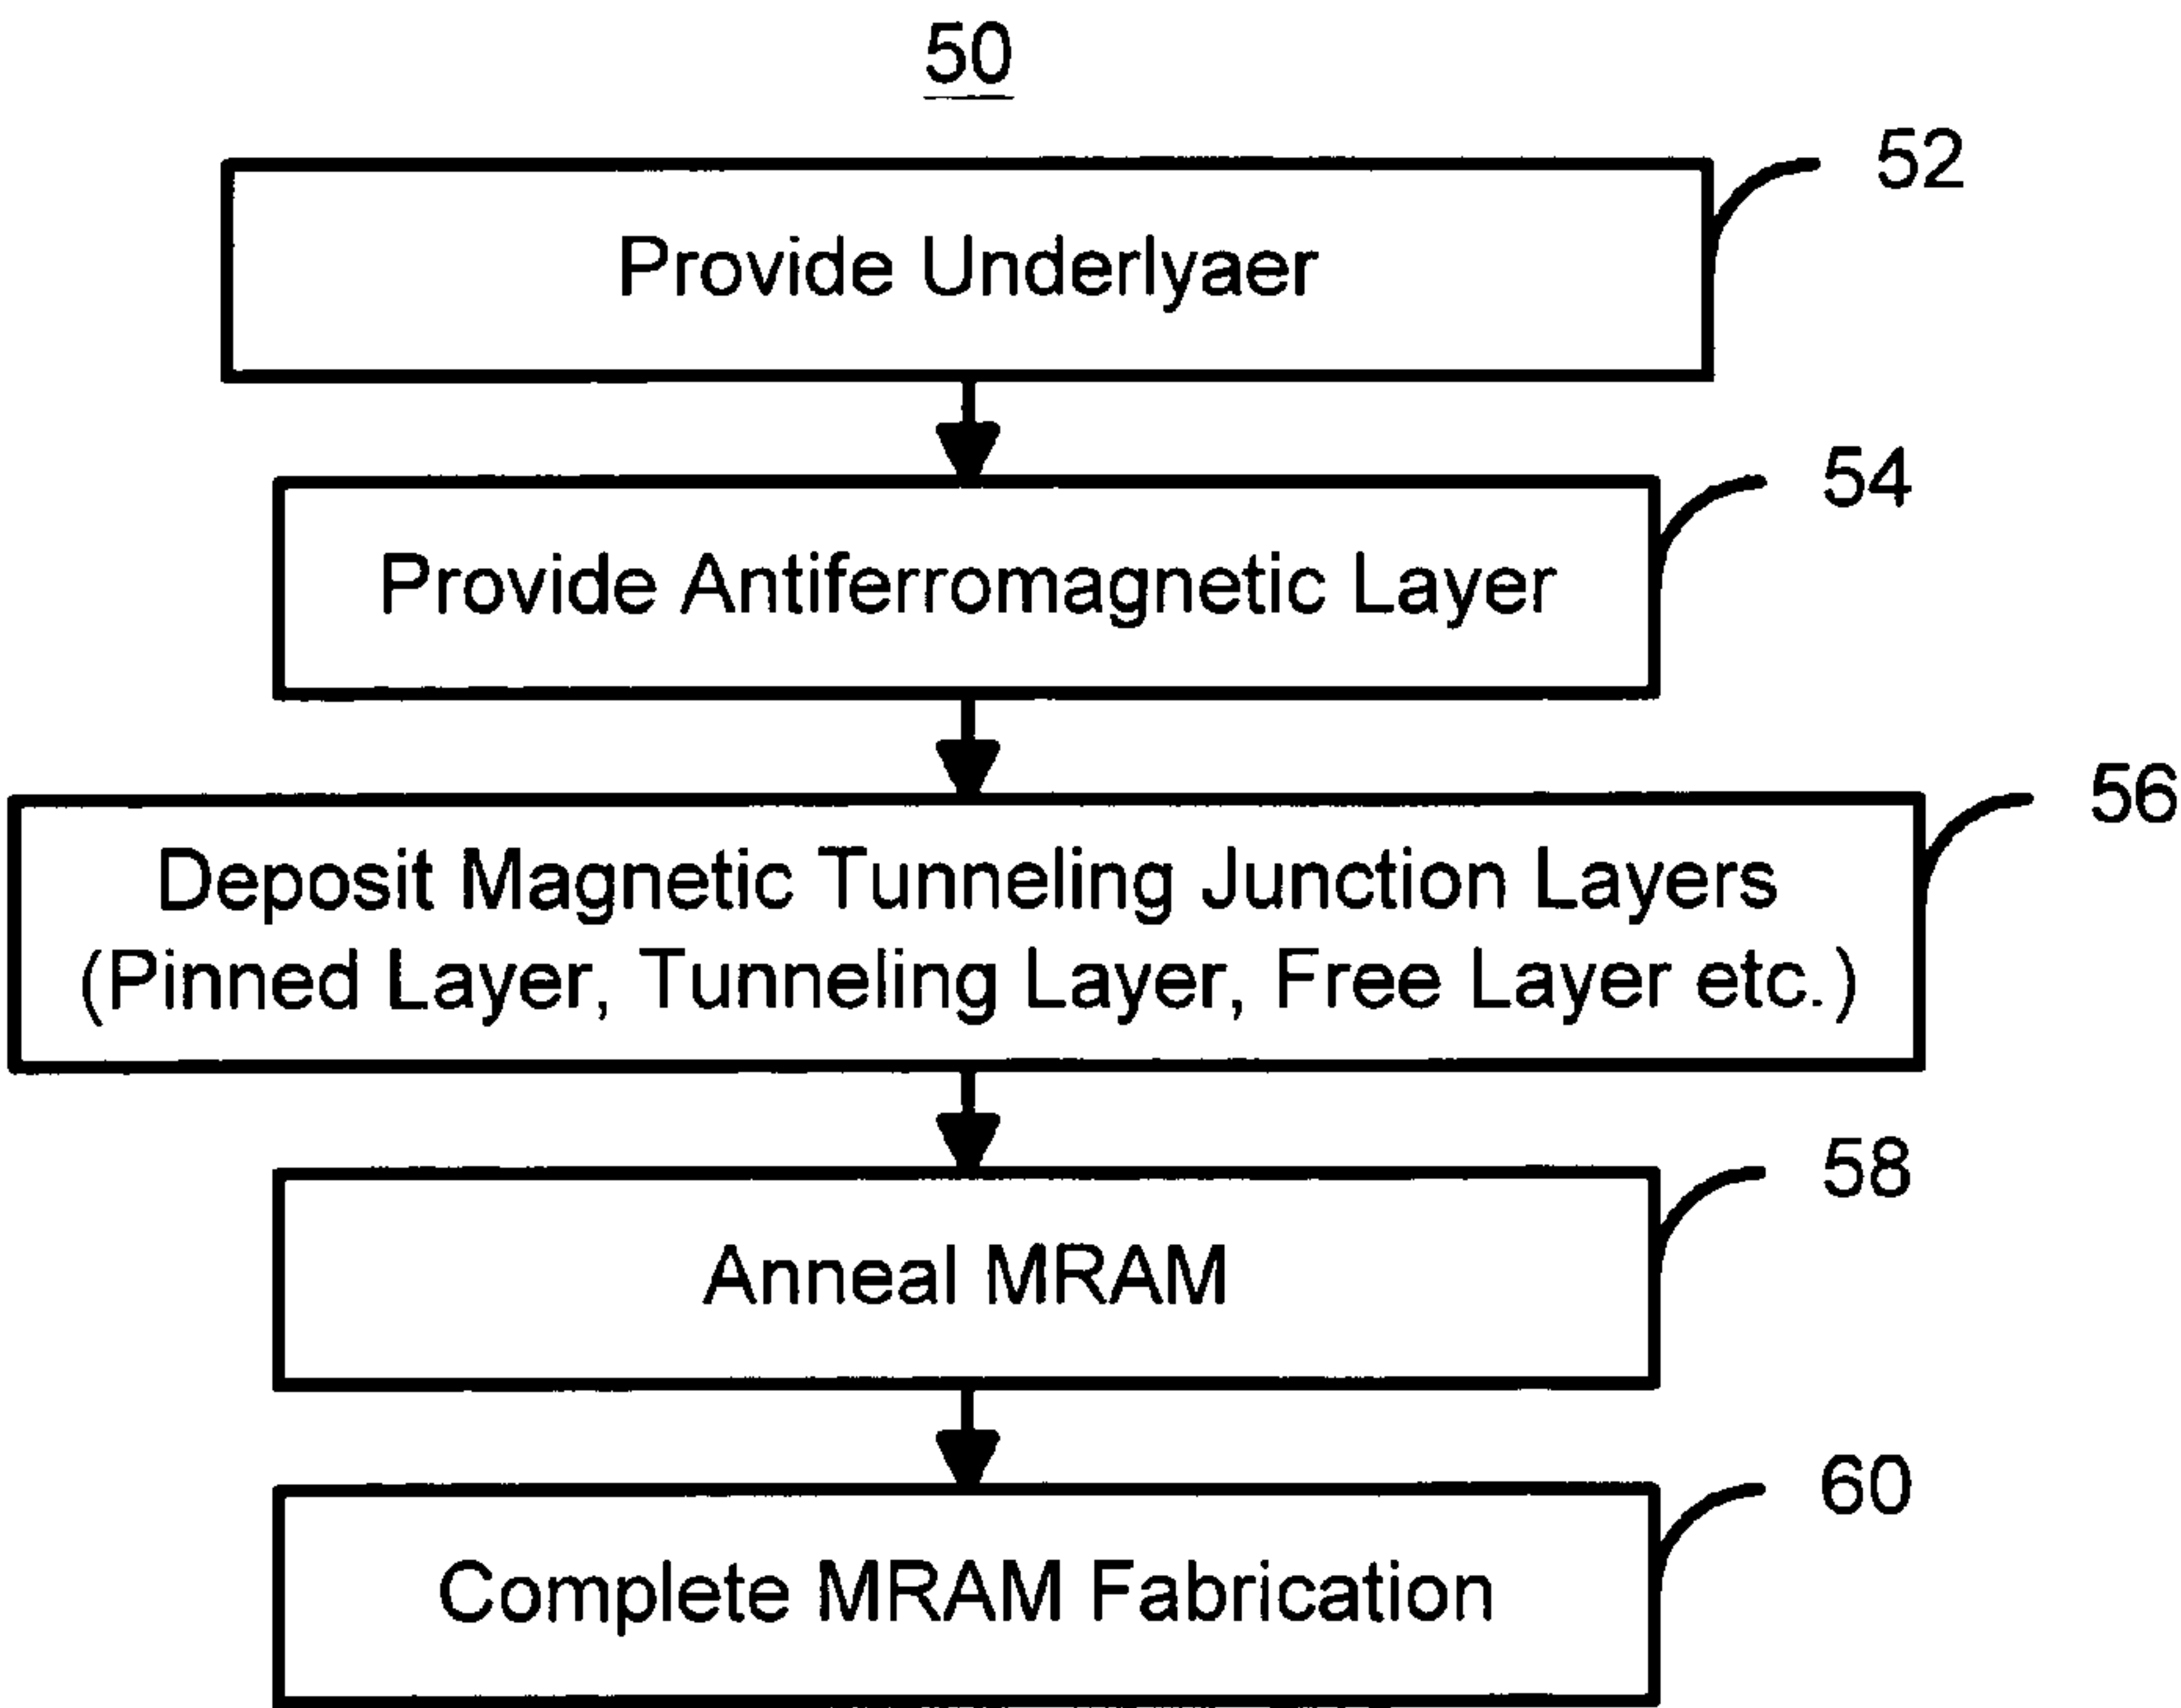 50
52
Provide Underlyaer
54
Provide Antiferromagnetic Layer
56
Deposit Magnetic Tunneling Junction Layers
(Pinned Layer, Tunneling Layer, Free Layer etc.)
58
Anneal MRAM
60
Complete MRAM Fabrication